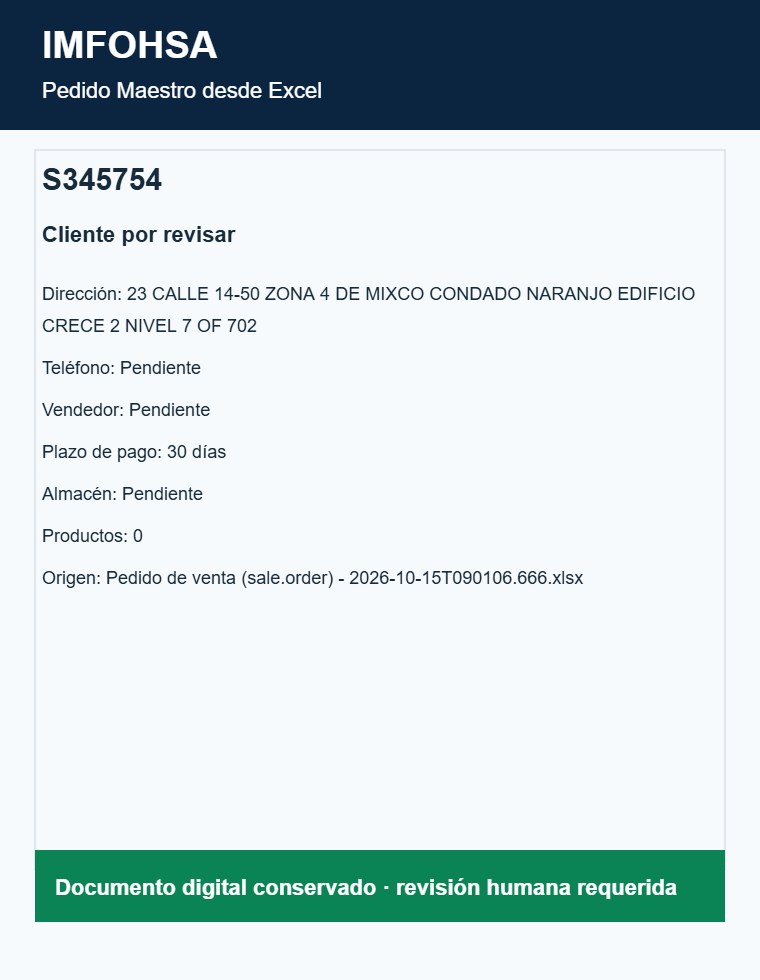 IMFOHSA
Pedido Maestro desde Excel
S345754
Cliente por revisar
Dirección: 23 CALLE 14-50 ZONA 4 DE MIXCO CONDADO NARANJO EDIFICIO
CRECE 2 NIVEL 7 OF 702
Teléfono: Pendiente
Vendedor: Pendiente
Plazo de pago: 30 días
Almacén: Pendiente
Productos: 0
Origen: Pedido de venta (sale.order) - 2026-10-15T090106.666.xlsx
Documento digital conservado · revisión humana requerida